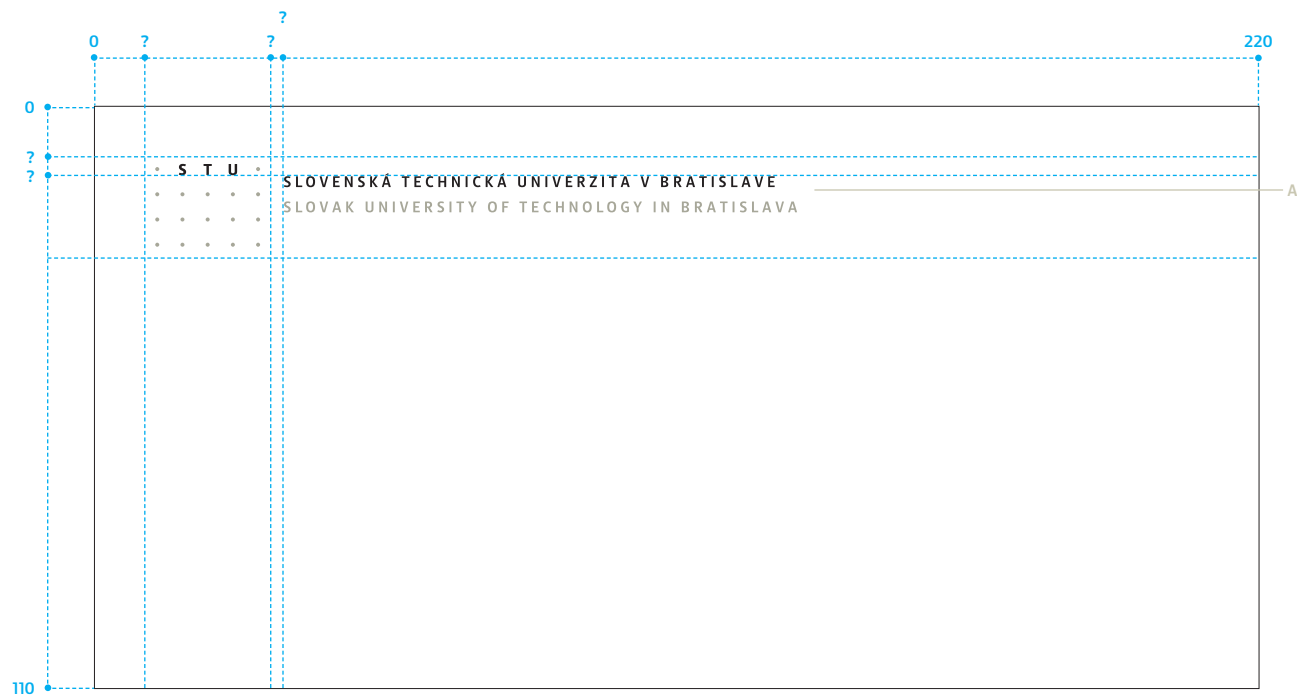 ?
0 ? ? 220
0
?
S T U
?
SLOVENSKÁ TECHNICKÁ UNIVERZITA V BRATISLAVE
A
SLOVAK UNIVERSITY OF TECHNOLOGY IN BRATISLAVA
110